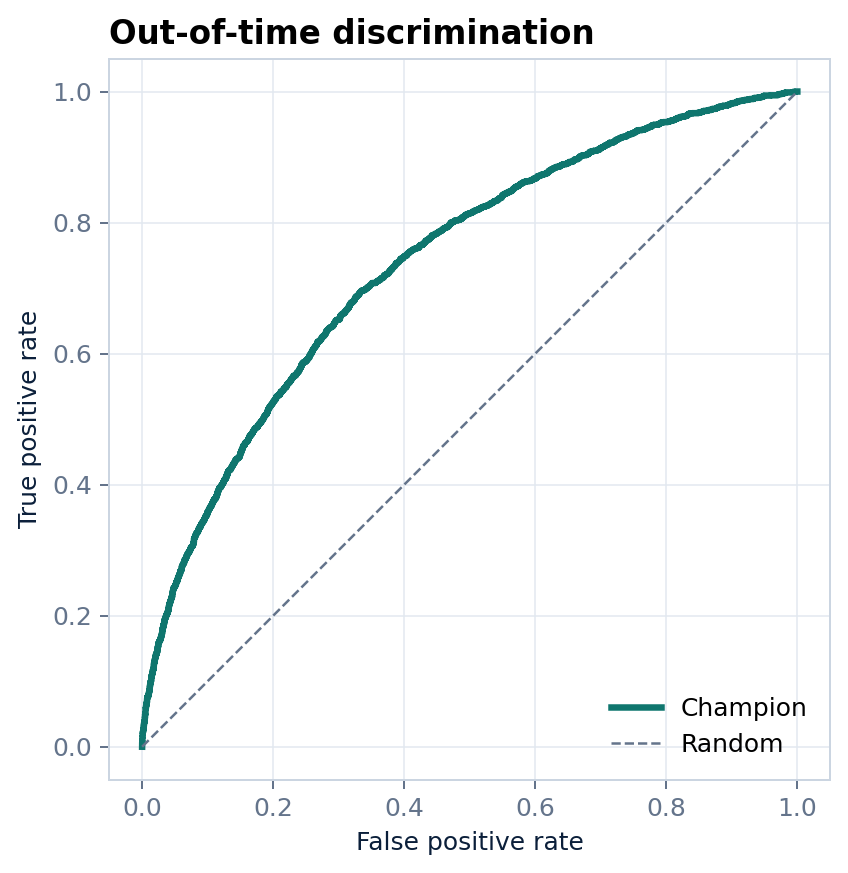 Out-of-time discrimination
True positive rate
1.0
0.8
0.6
0.4
0.2
0.0
Champion
Random
0.0 0.2 0.4 0.6 0.8 1.0
False positive rate